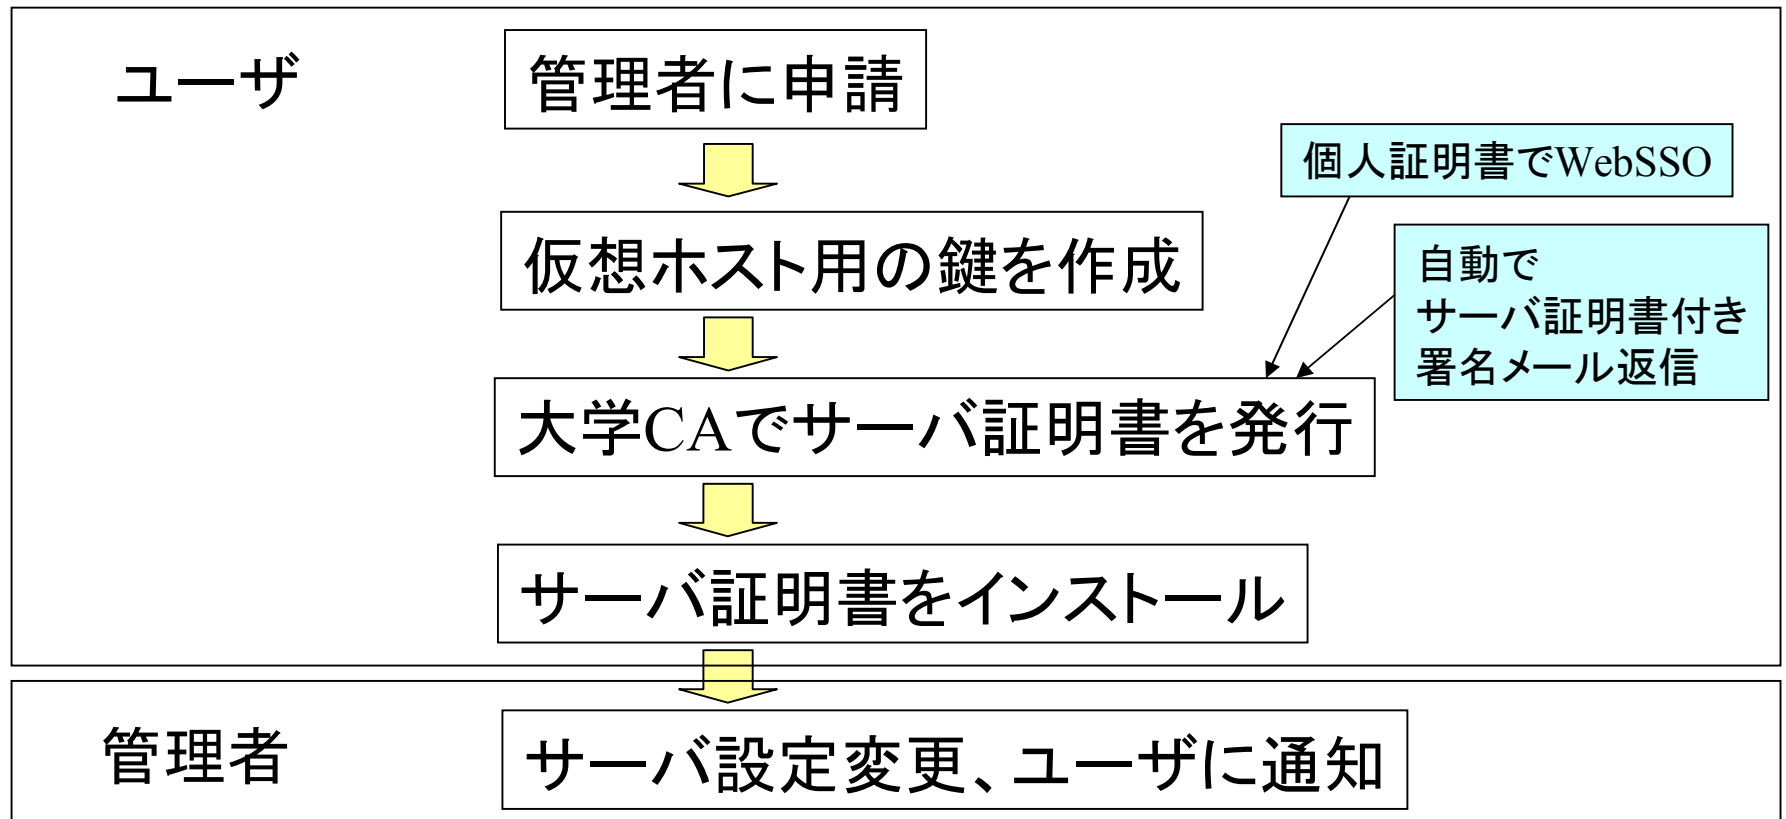 ユーザ
管理者に申請
個人証明書でWebSSO
仮想ホスト用の鍵を作成
自動で
サーバ証明書付き
署名メール返信
大学CAでサーバ証明書を発行
サーバ証明書をインストール
管理者
サーバ設定変更、ユーザに通知